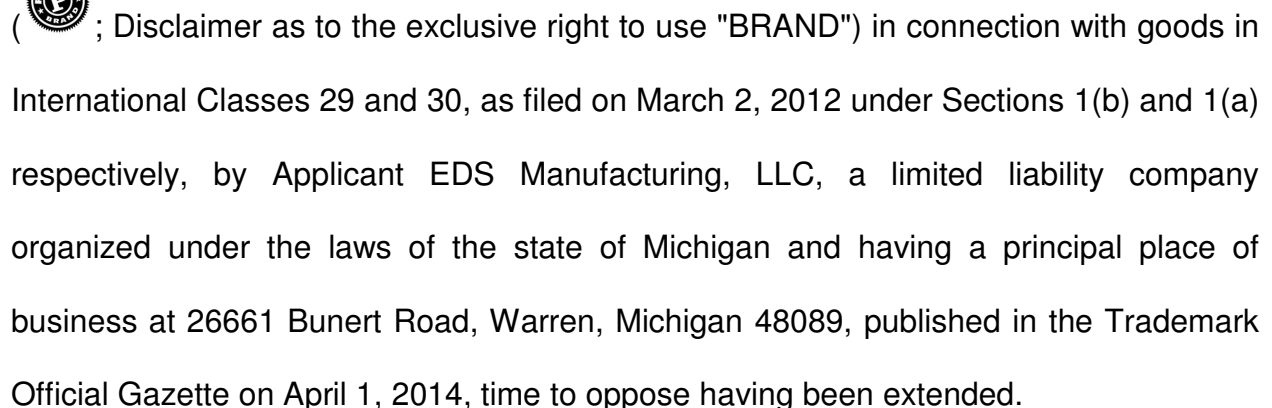 BRAND
( ; Disclaimer as to the exclusive right to use "BRAND") in connection with goods in
International Classes 29 and 30, as filed on March 2, 2012 under Sections 1(b) and 1(a)
respectively, by Applicant EDS Manufacturing, LLC, a limited liability company
organized under the laws of the state of Michigan and having a principal place of
business at 26661 Bunert Road, Warren, Michigan 48089, published in the Trademark
Official Gazette on April 1, 2014, time to oppose having been extended.